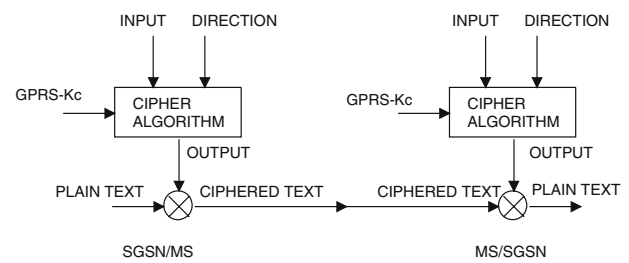 INPUT DIRECTION INPUT DIRECTION
GPRS-Kc CIPHER ALGORITHM GPRS-Kc CIPHER ALGORITHM
OUTPUT OUTPUT
PLAIN TEXT CIPHERED TEXT CIPHERED TEXT PLAIN TEXT
SGSN/MS MS/SGSN